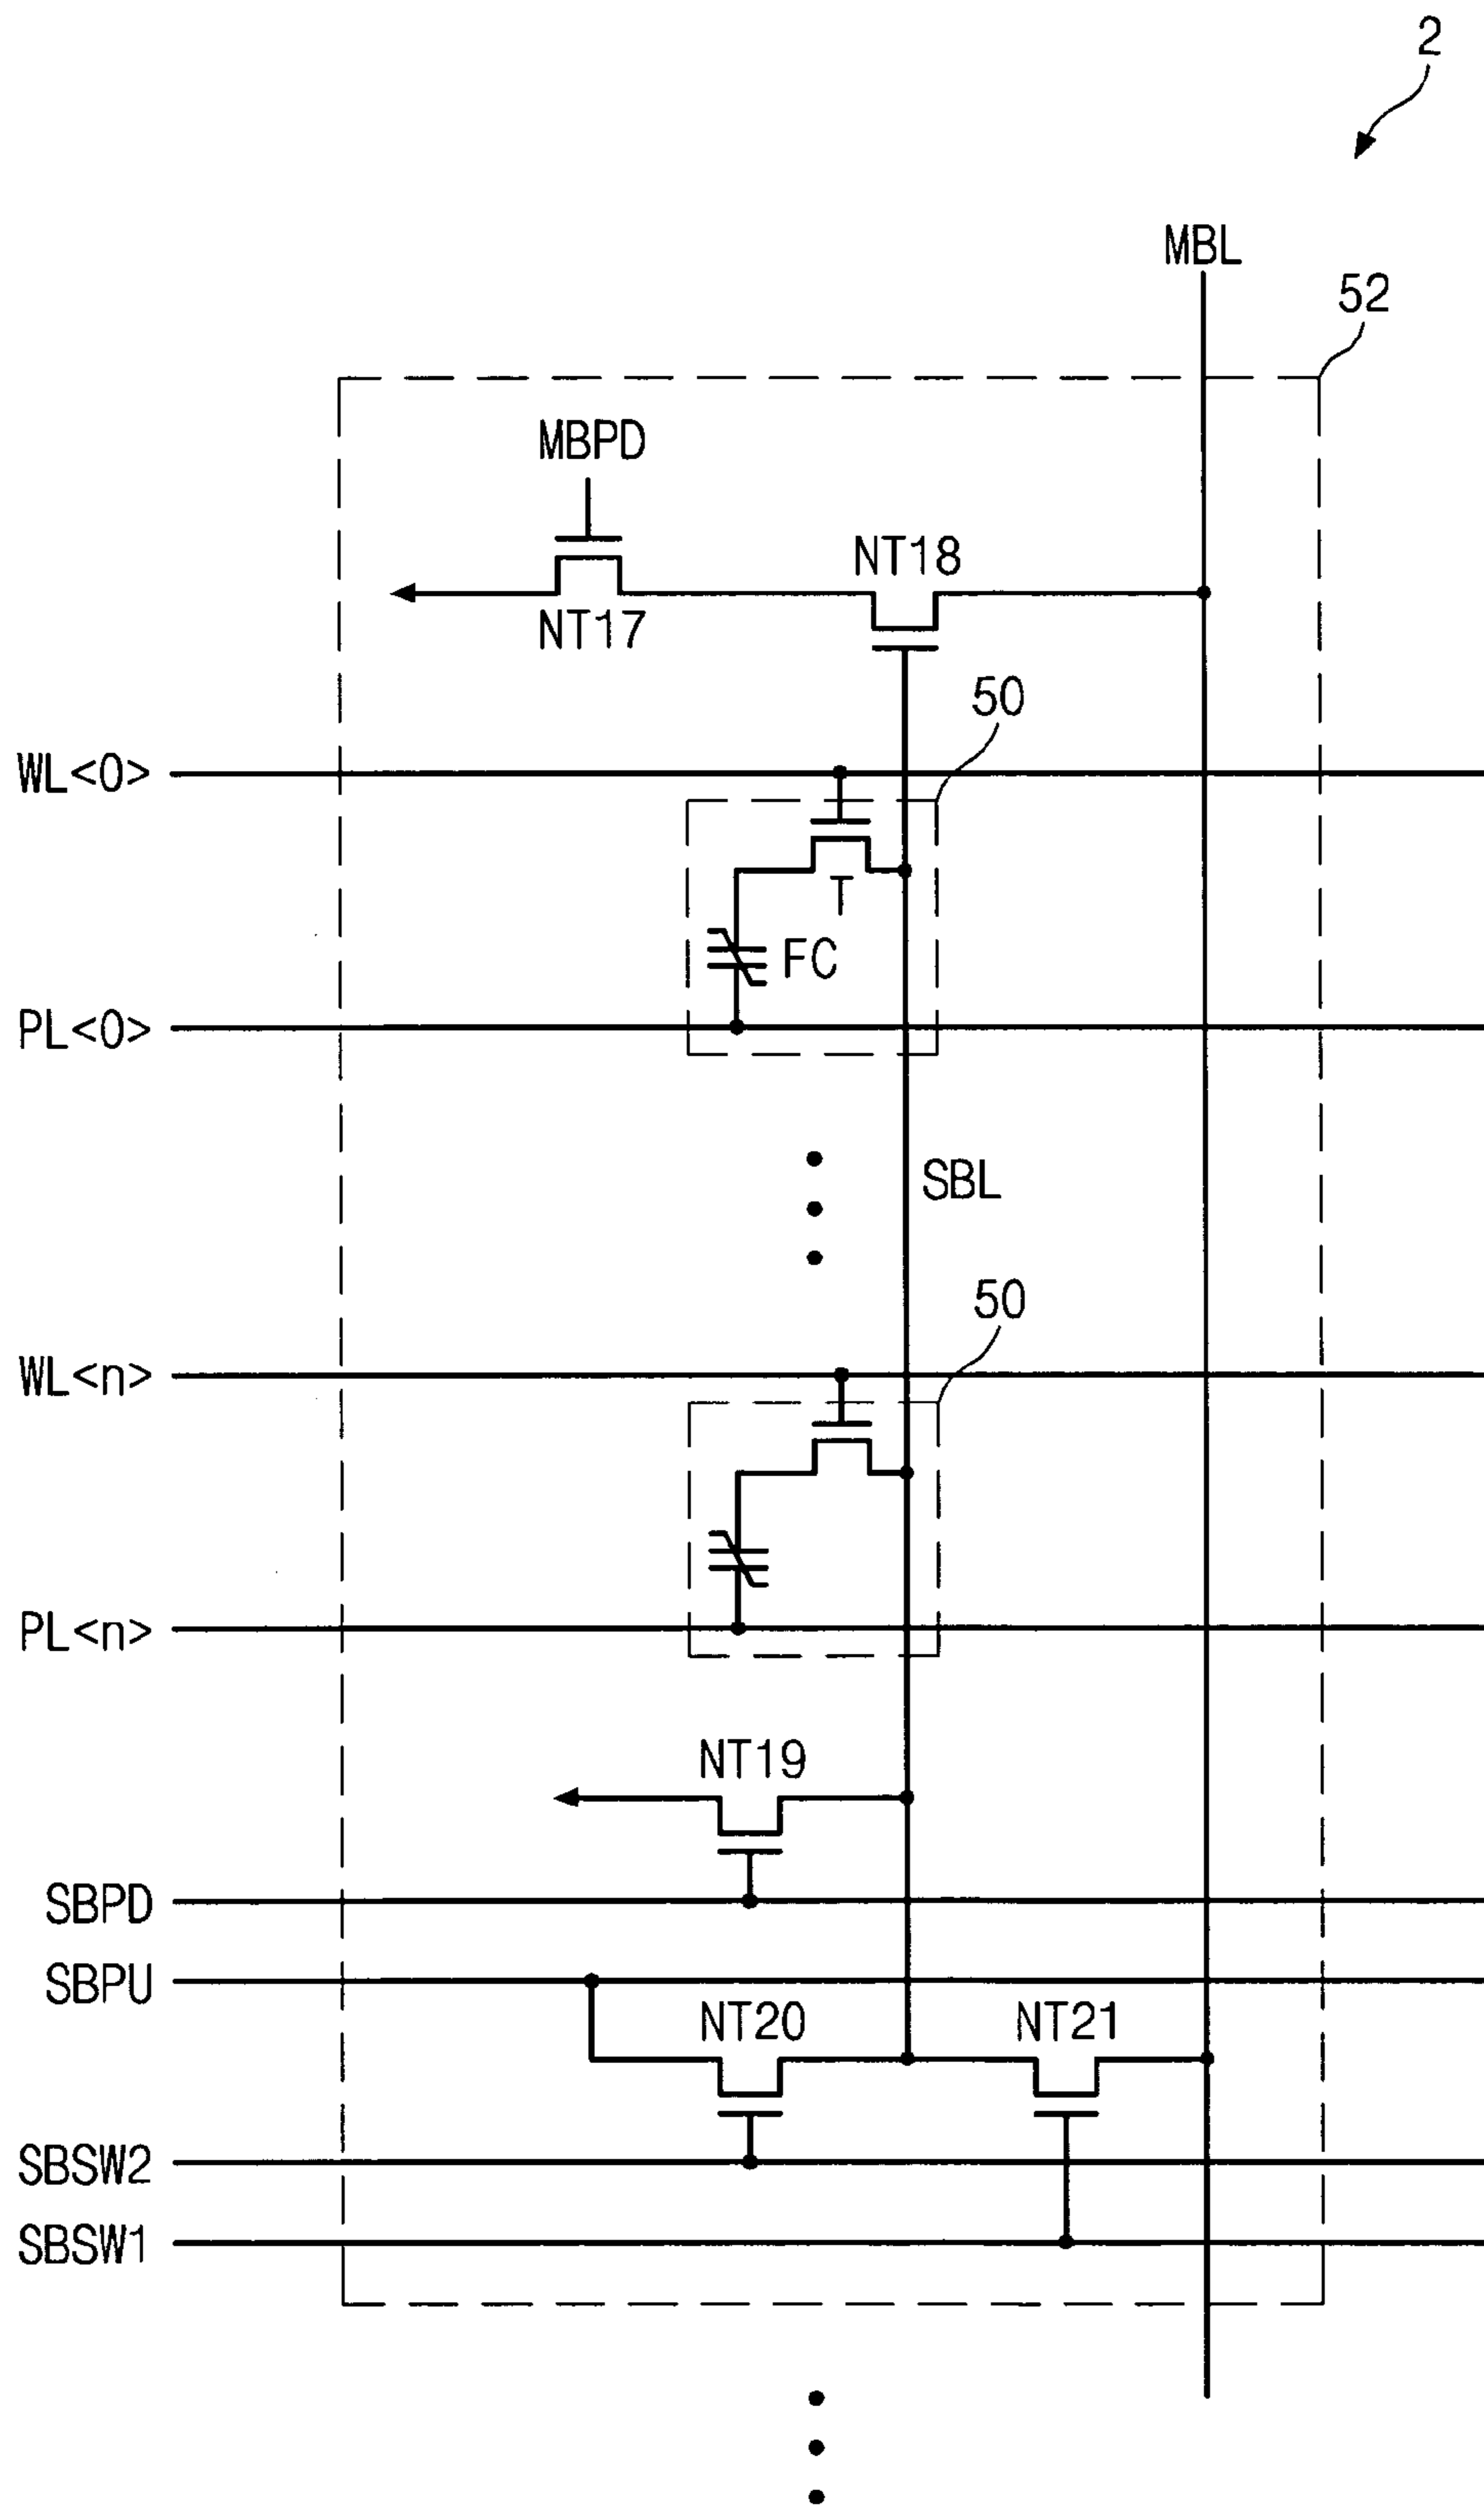 2
MBL
52
MBPD
NT18
NT17
50
WL<0>
T
FC
PL<0>
SBL
50
WL<n>
PL<n>
NT19
SBPD
SBPU
NT20
NT21
SBSW2
SBSW1